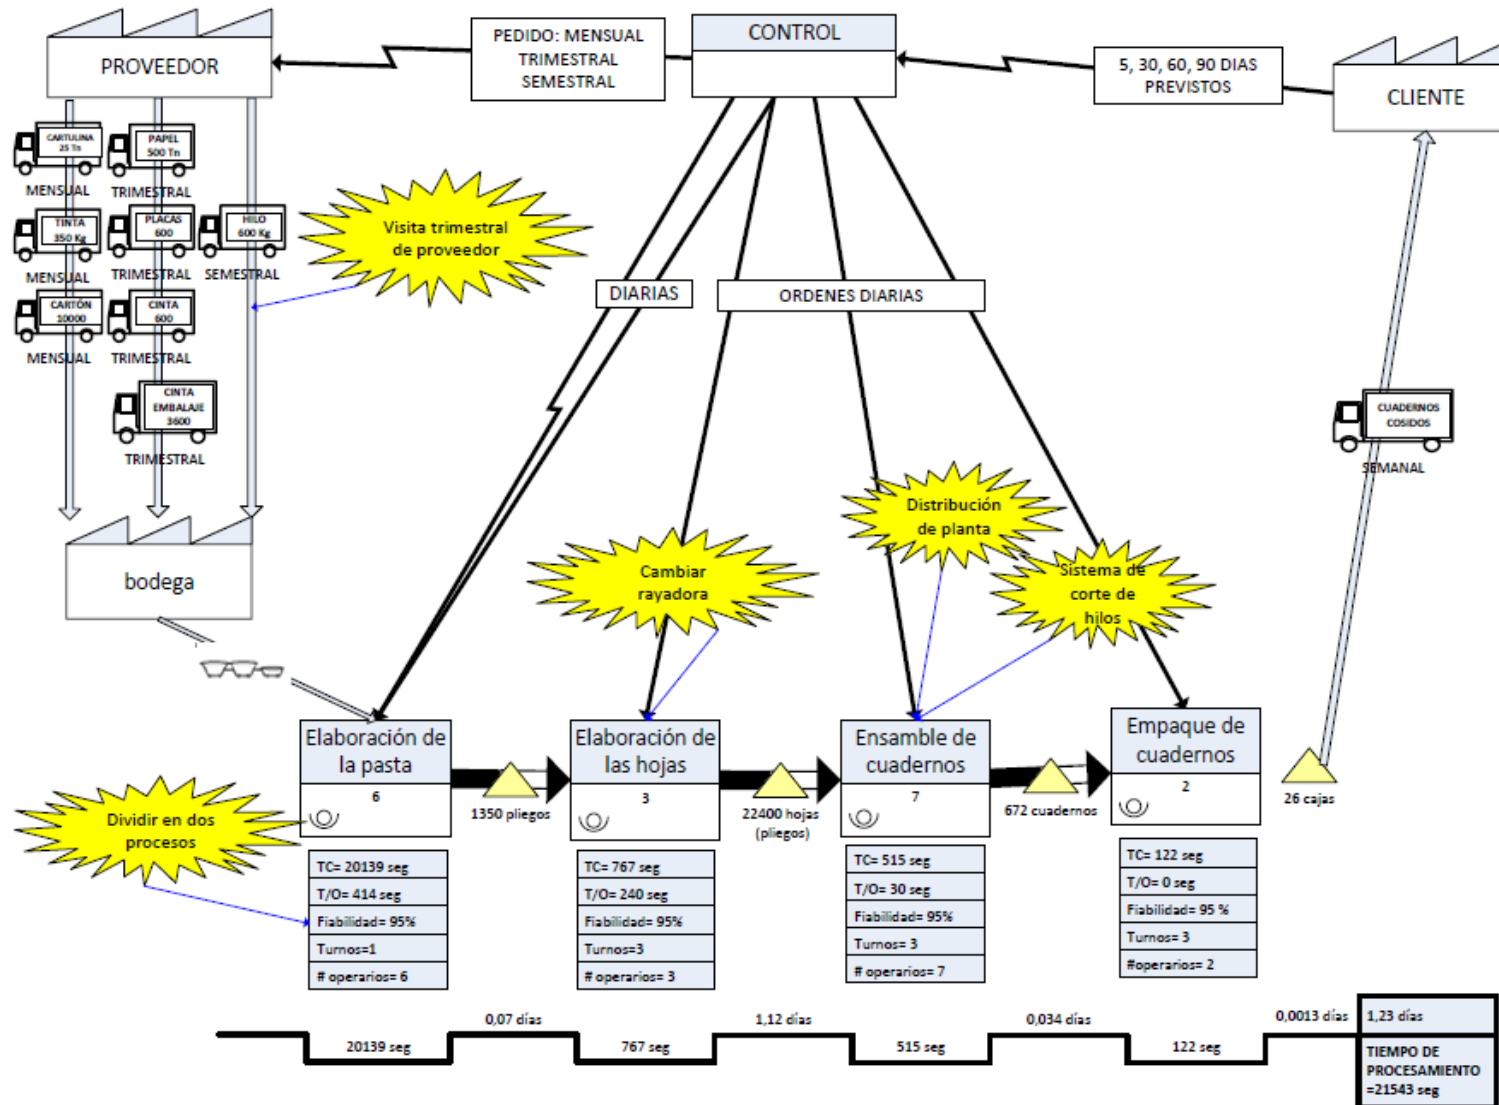 PROVEEDOR
PEDIDO: MENSUAL
TRIMESTRAL
SEMESTRAL
CONTROL
5, 30, 60, 90 DIAS
PREVISTOS
CLIENTE
CARTULINA
25 Tn
MENSUAL
PAPEL
500 Tn
TRIMESTRAL
TINTA
350 Kg
MENSUAL
PLACAS
600
TRIMESTRAL
HILO
600 Kg
SEMESTRAL
CARTÓN
10000
MENSUAL
CINTA
600
TRIMESTRAL
CINTA
EMBALAJE
3600
TRIMESTRAL
Visita trimestral
de proveedor
DIARIAS
ORDENES DIARIAS
CUADERNOS
COSIDOS
SEMANAL
bodega
Cambiar
rayadora
Distribución
de planta
Sistema de
corte de
hilos
Dividir en dos
procesos
Elaboración de
la pasta
6
1350 pliegos
Elaboración de
las hojas
3
22400 hojas
(pliegos)
Ensamble de
cuadernos
7
672 cuadernos
Empaque de
cuadernos
2
26 cajas
TC= 20139 seg
T/O= 414 seg
Fiabilidad= 95%
Turnos=1
# operarios= 6
TC= 767 seg
T/O= 240 seg
Fiabilidad= 95%
Turnos=3
# operarios= 3
TC= 515 seg
T/O= 30 seg
Fiabilidad= 95%
Turnos= 3
# operarios= 7
TC= 122 seg
T/O= 0 seg
Fiabilidad= 95 %
Turnos= 3
#operarios= 2
0,07 días
1,12 días
0,034 días
0,0013 días
1,23 días
20139 seg
767 seg
515 seg
122 seg
TIEMPO DE
PROCESAMIENTO
=21543 seg